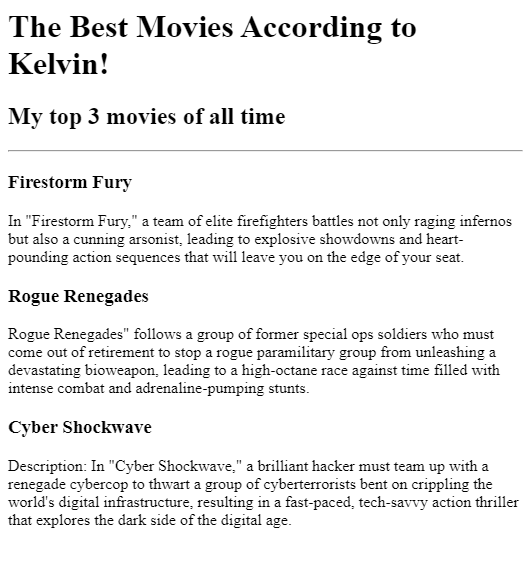 The Best Movies According to
Kelvin!
My top 3 movies of all time
Firestorm Fury
In "Firestorm Fury," a team of elite firefighters battles not only raging infernos
but also a cunning arsonist, leading to explosive showdowns and heart-
pounding action sequences that will leave you on the edge of your seat.
Rogue Renegades
Rogue Renegades" follows a group of former special ops soldiers who must
come out of retirement to stop a rogue paramilitary group from unleashing a
devastating bioweapon, leading to a high-octane race against time filled with
intense combat and adrenaline-pumping stunts.
Cyber Shockwave
Description: In "Cyber Shockwave," a brilliant hacker must team up with a
renegade cybercop to thwart a group of cyberterrorists bent on crippling the
world's digital infrastructure, resulting in a fast-paced, tech-savvy action thriller
that explores the dark side of the digital age.